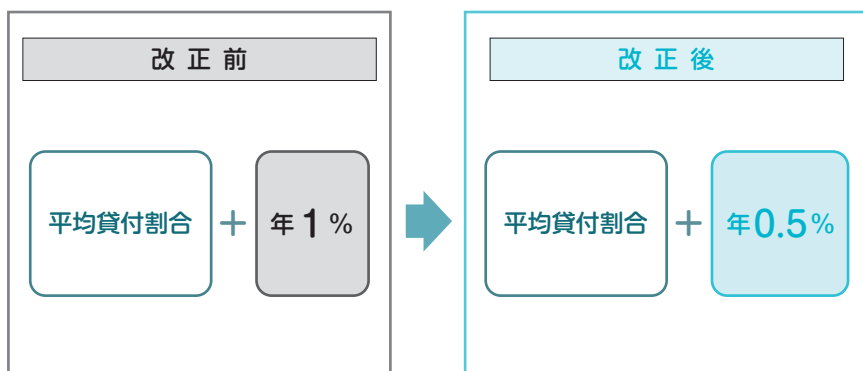 改正前
平均貸付割合 + 年1%
改正後
平均貸付割合 + 年0.5%